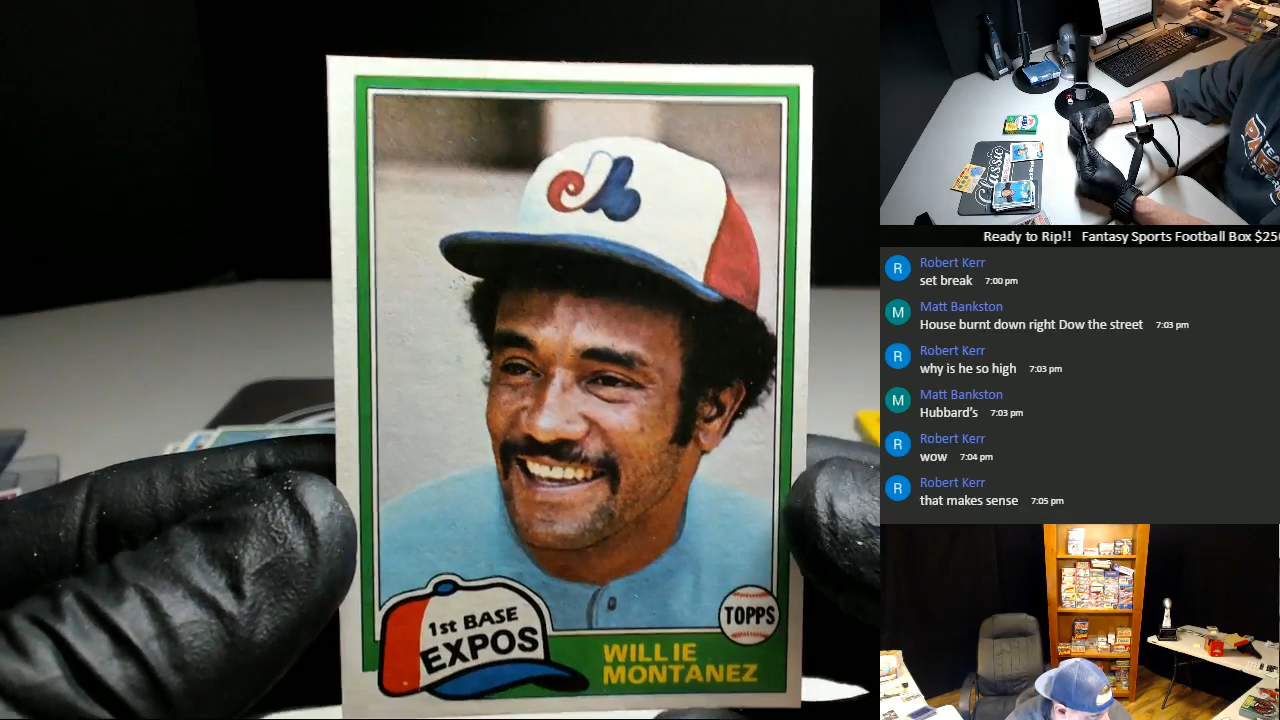 1st BASE
EXPOS
TOPPS
WILLIE
MONTANEZ
Classic
Ready to Rip!! Fantasy Sports Football Box $25
R
Robert Kerr
set break 7:00 pm
M
Matt Bankston
House burnt down right Dow the street 7:03 pm
R
Robert Kerr
why is he so high 7:03 pm
M
Matt Bankston
Hubbard's 7:03 pm
R
Robert Kerr
wow 7:04 pm
R
Robert Kerr
that makes sense 7:05 pm